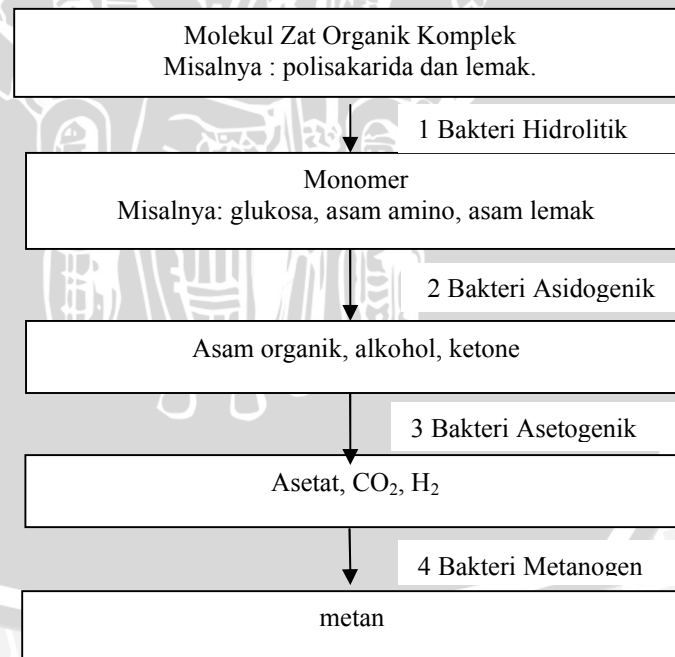 Molekul Zat Organik Komplek
Misalnya : polisakarida dan lemak.
1 Bakteri Hidrolitik
Monomer
Misalnya: glukosa, asam amino, asam lemak
2 Bakteri Asidogenik
Asam organik, alkohol, ketone
3 Bakteri Asetogenik
Asetat, CO₂, H₂
4 Bakteri Metanogen
metan